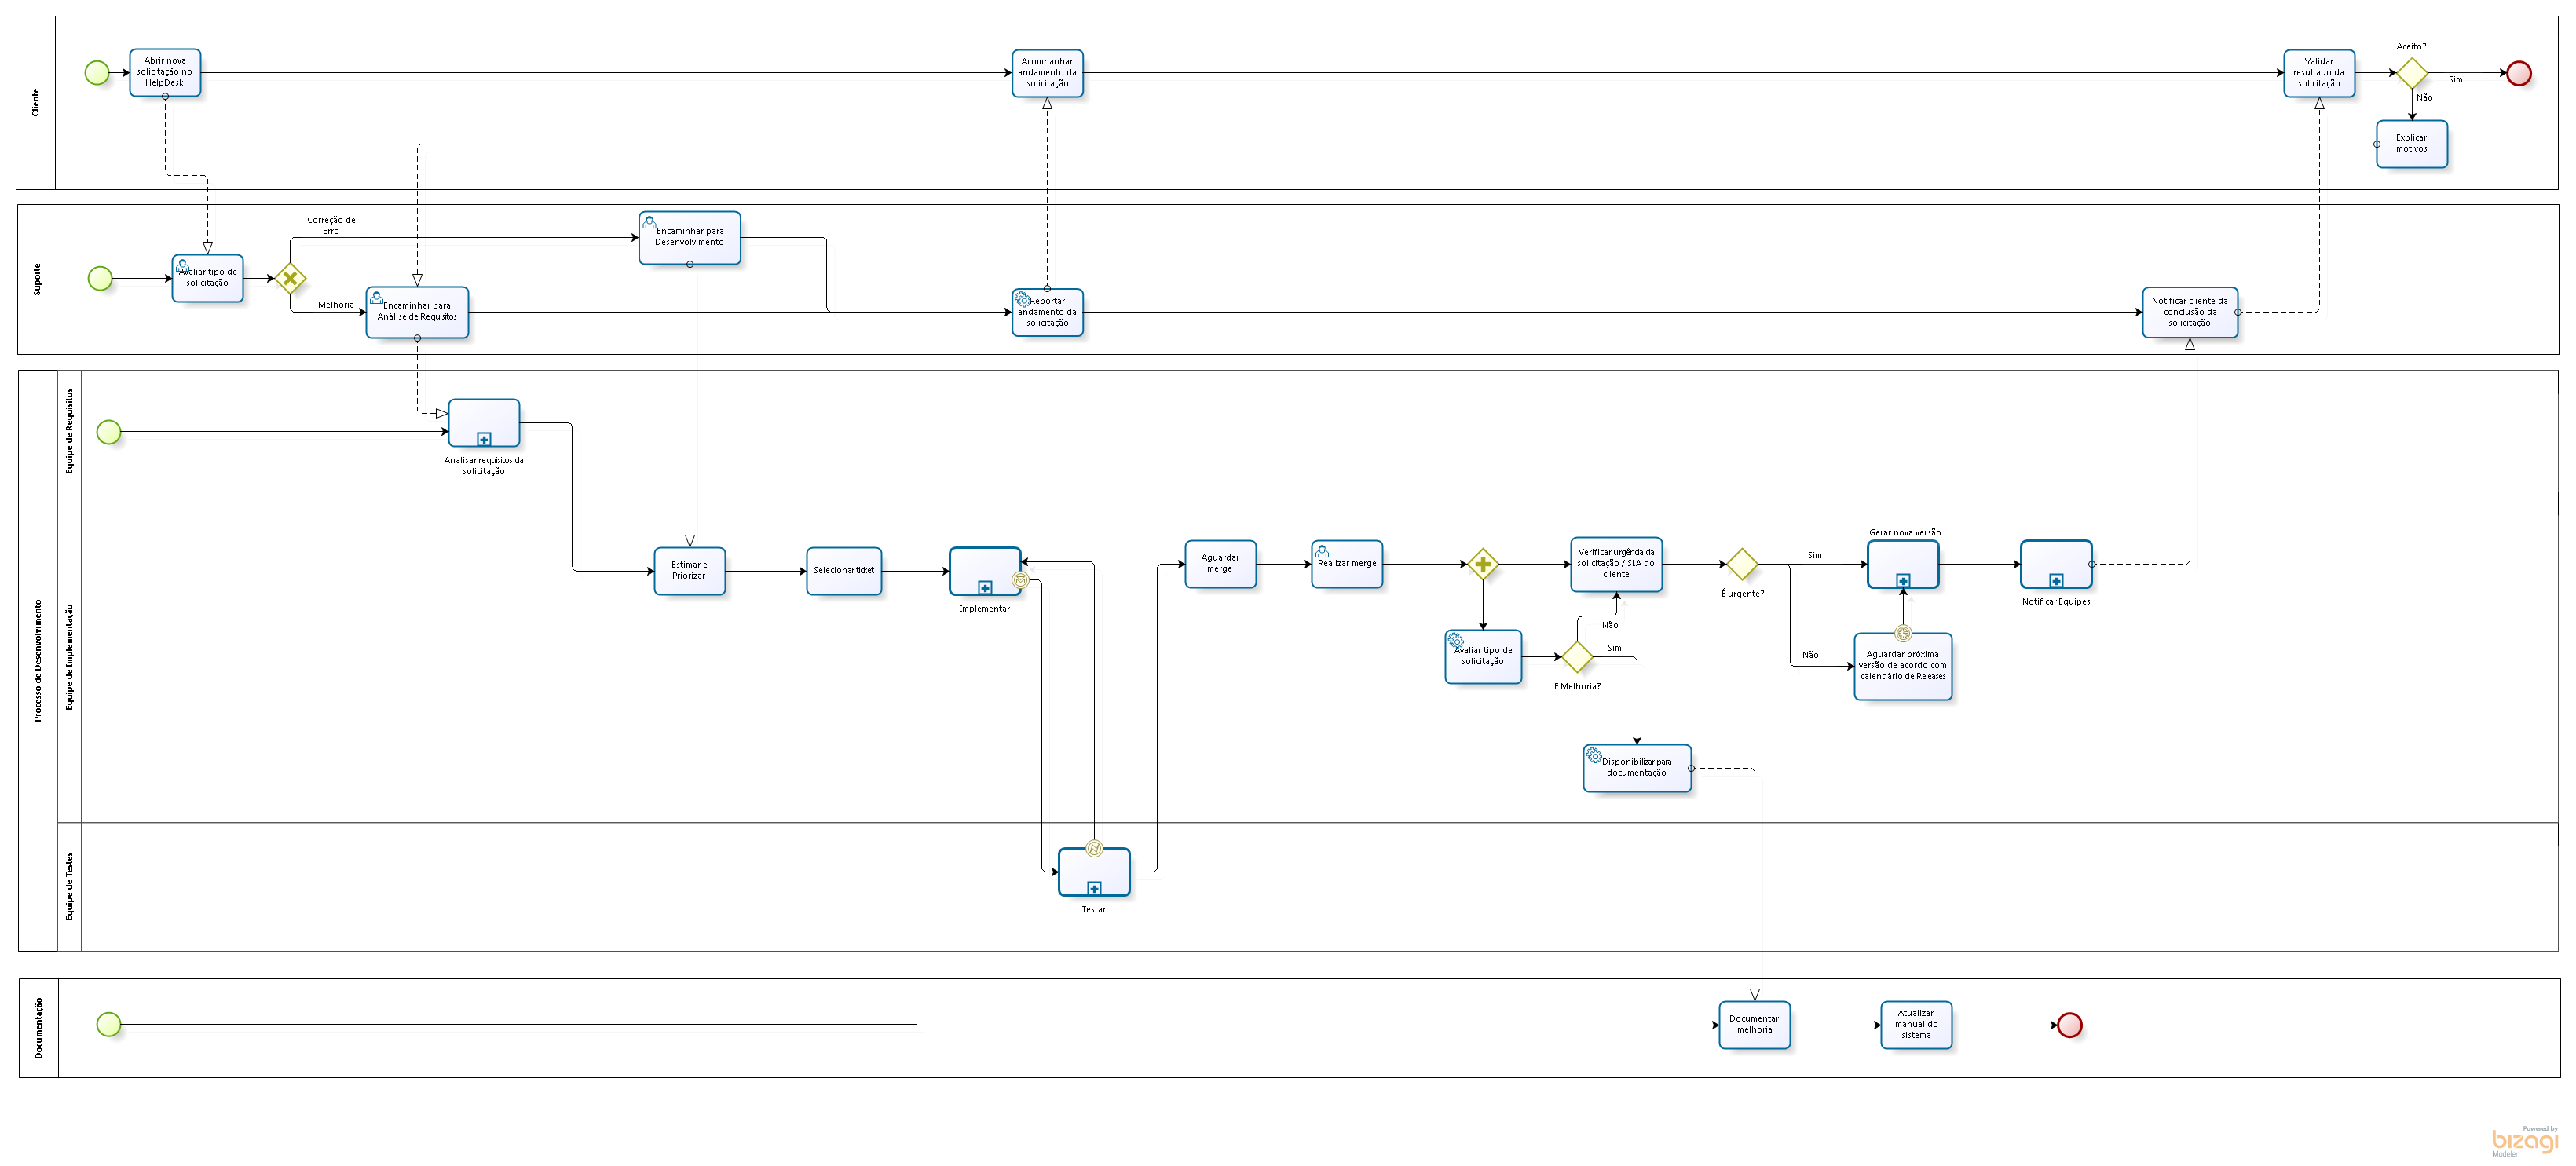 Cliente
Abrir nova
solicitação no
HelpDesk
Acompanhar
andamento da
solicitação
Validar
resultado da
solicitação
Aceito?
Sim
Não
Explicar
motivos
Suporte
Avaliar tipo de
solicitação
Correção de
Erro
Melhoria
Encaminhar para
Desenvolvimento
Encaminhar para
Análise de Requisitos
Reportar
andamento da
solicitação
Notificar cliente da
conclusão da
solicitação
Processo de Desenvolvimento
Equipe de Requisitos
Analisar requisitos da
solicitação
Equipe de Implementação
Estimar e
Priorizar
Selecionar ticket
Implementar
Aguardar
merge
Realizar merge
Verificar urgência da
solicitação / SLA do
cliente
É urgente?
Sim
Não
Gerar nova versão
Notificar Equipes
Avaliar tipo de
solicitação
É Melhoria?
Não
Sim
Aguardar próxima
versão de acordo com
calendário de Releases
Disponibilizar para
documentação
Equipe de Testes
Testar
Documentação
Documentar
melhoria
Atualizar
manual do
sistema
Powered by
bizagi
Modeler